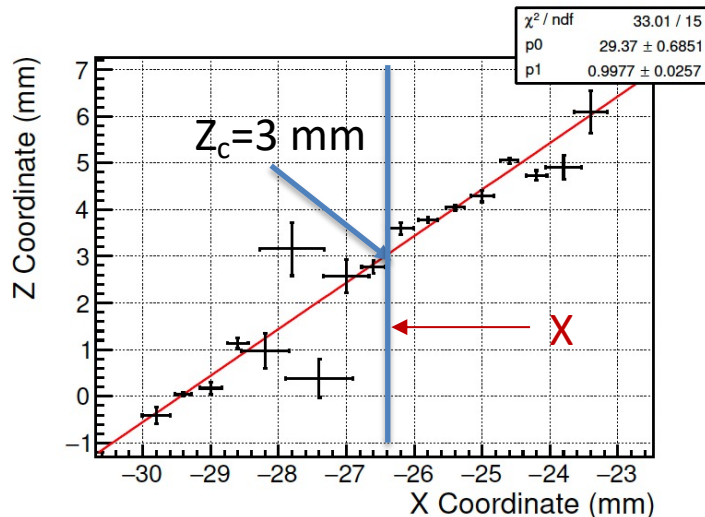 χ² / ndf 33.01 / 15
p0 29.37 ± 0.6851
p1 0.9977 ± 0.0257
Z Coordinate (mm)
7
6
5
4
3
2
1
0
−1
Zc=3 mm
X
−30 −29 −28 −27 −26 −25 −24 −23
X Coordinate (mm)